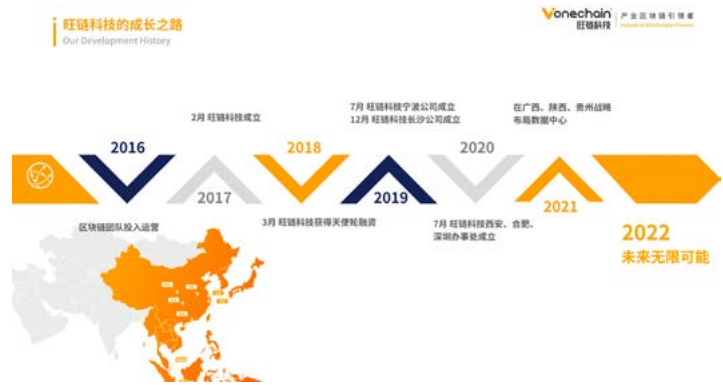 旺链科技的成长之路
Our Development History
Vonechain
旺链科技
产业区块链引领者
2月 旺链科技成立
7月 旺链科技宁波公司成立
12月 旺链科技长沙公司成立
在广西、陕西、贵州战略
布局数据中心
2016
2018
2020
2017
2019
2021
区块链团队投入运营
3月 旺链科技获得天使轮融资
7月 旺链科技西安、合肥、
深圳办事处成立
2022
未来无限可能